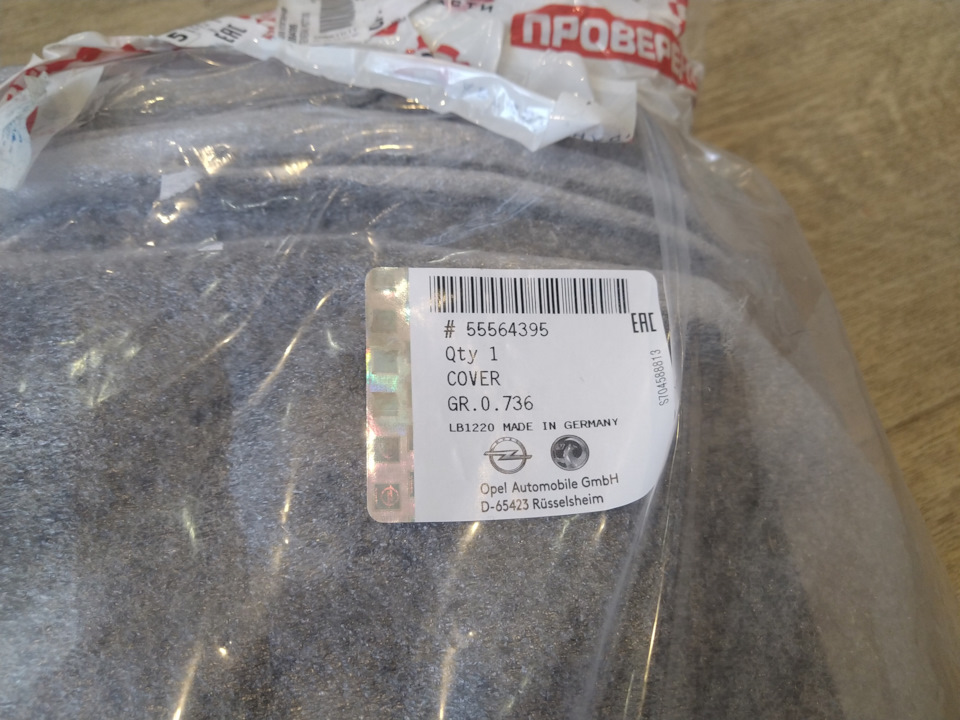 ЕАС
ПРОВЕРЕ
# 55564395
EAC
Qty 1
COVER
GR.0.736
S704588813
LB1220 MADE IN GERMANY
Opel Automobile GmbH
D-65423 Rüsselsheim